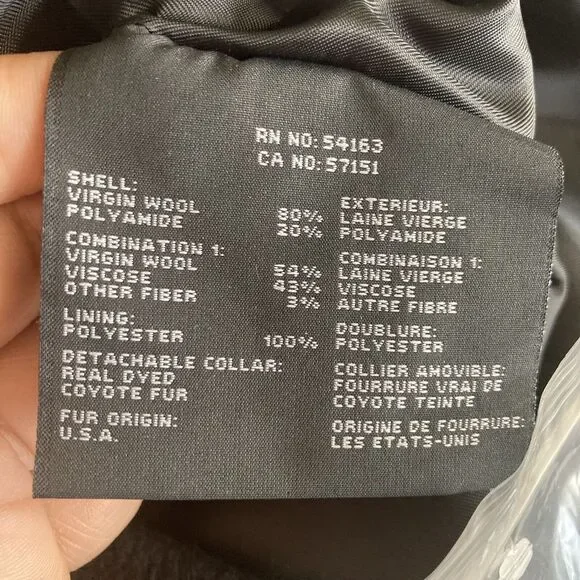 RN NO: 54163
CA NO: 57151
SHELL:
VIRGIN WOOL 80%
POLYAMIDE 20%
COMBINATION 1:
VIRGIN WOOL 54%
VISCOSE 43%
OTHER FIBER 3%
LINING:
POLYESTER 100%
DETACHABLE COLLAR:
REAL DYED
COYOTE FUR
FUR ORIGIN:
U.S.A.
EXTERIEUR:
LAINE VIERGE
POLYAMIDE
COMBINAISON 1:
LAINE VIERGE
VISCOSE
AUTRE FIBRE
DOUBLURE:
POLYESTER
COLLIER AMOVIBLE:
FOURRURE VRAI DE
COYOTE TEINTE
ORIGINE DE FOURRURE:
LES ETATS-UNIS